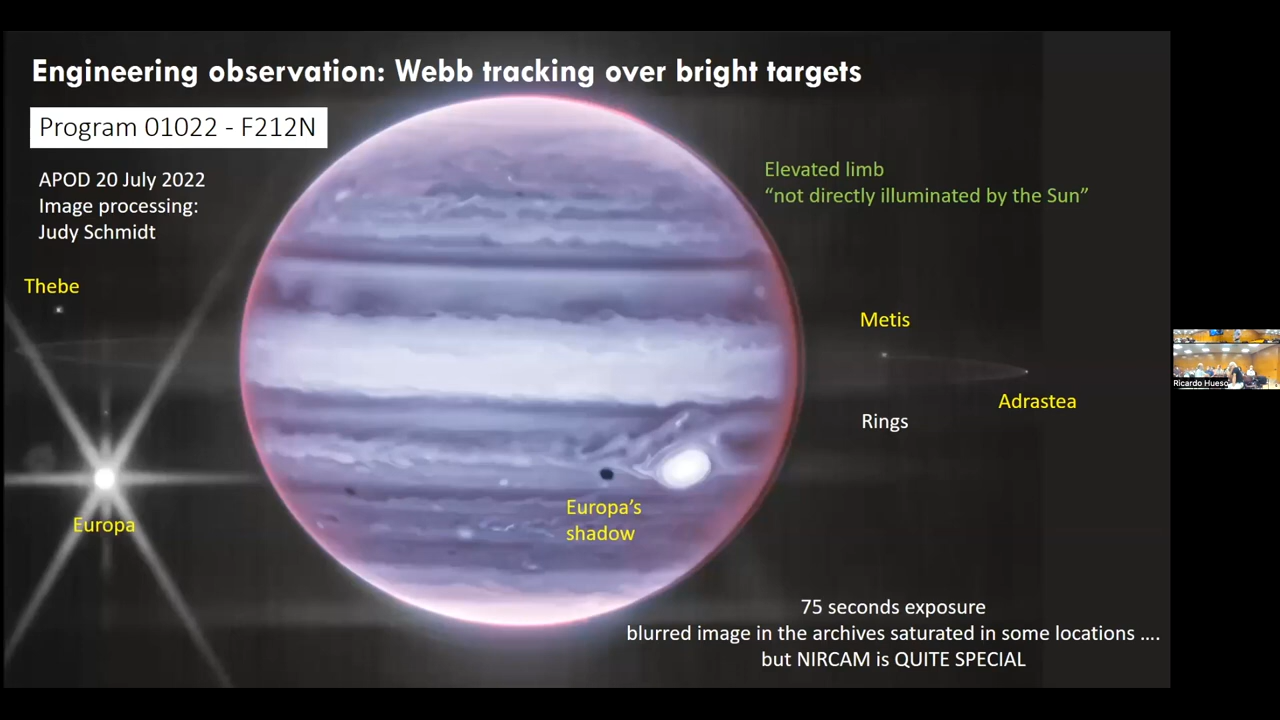 Engineering observation: Webb tracking over bright targets
Program 01022 - F212N
APOD 20 July 2022
Image processing:
Judy Schmidt
Elevated limb
“not directly illuminated by the Sun”
Thebe
Metis
Adrastea
Rings
Europa
Europa’s
shadow
75 seconds exposure
blurred image in the archives saturated in some locations ....
but NIRCAM is QUITE SPECIAL
Ricardo Hueso